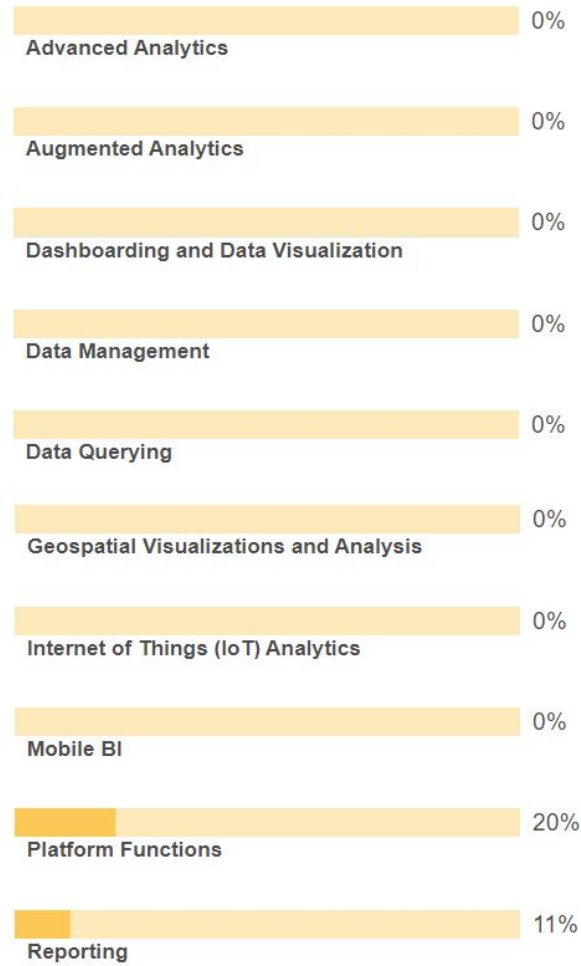 0%
Advanced Analytics
0%
Augmented Analytics
0%
Dashboarding and Data Visualization
0%
Data Management
0%
Data Querying
0%
Geospatial Visualizations and Analysis
0%
Internet of Things (IoT) Analytics
0%
Mobile BI
20%
Platform Functions
11%
Reporting